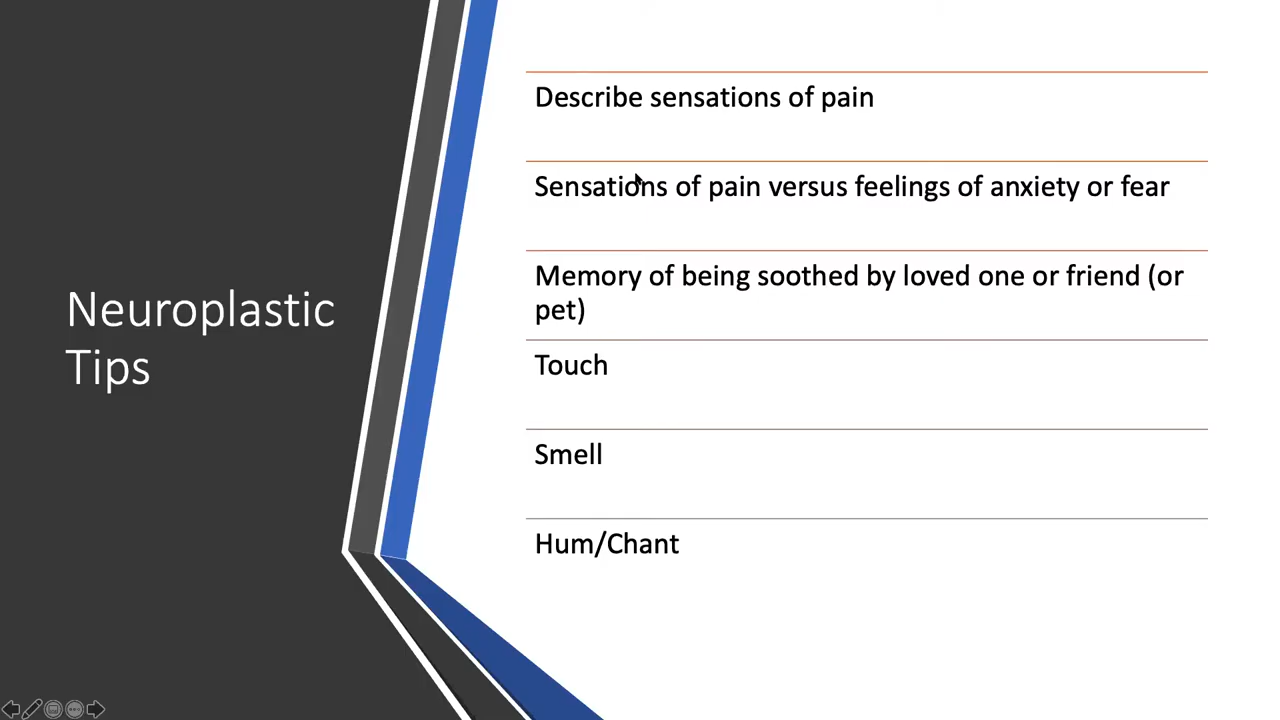 Neuroplastic
Tips
Describe sensations of pain
Sensations of pain versus feelings of anxiety or fear
Memory of being soothed by loved one or friend (or
pet)
Touch
Smell
Hum/Chant